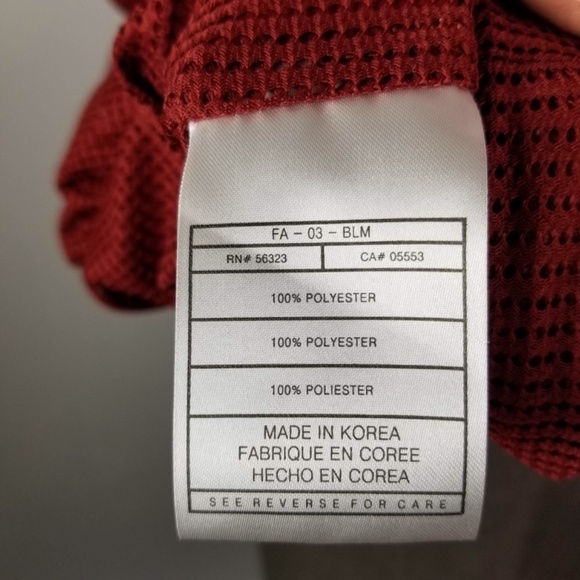 FA - 03 - BLM
RN# 56323 CA# 05553
100% POLYESTER
100% POLYESTER
100% POLIESTER
MADE IN KOREA
FABRIQUE EN COREE
HECHO EN COREA
SEE REVERSE FOR CARE